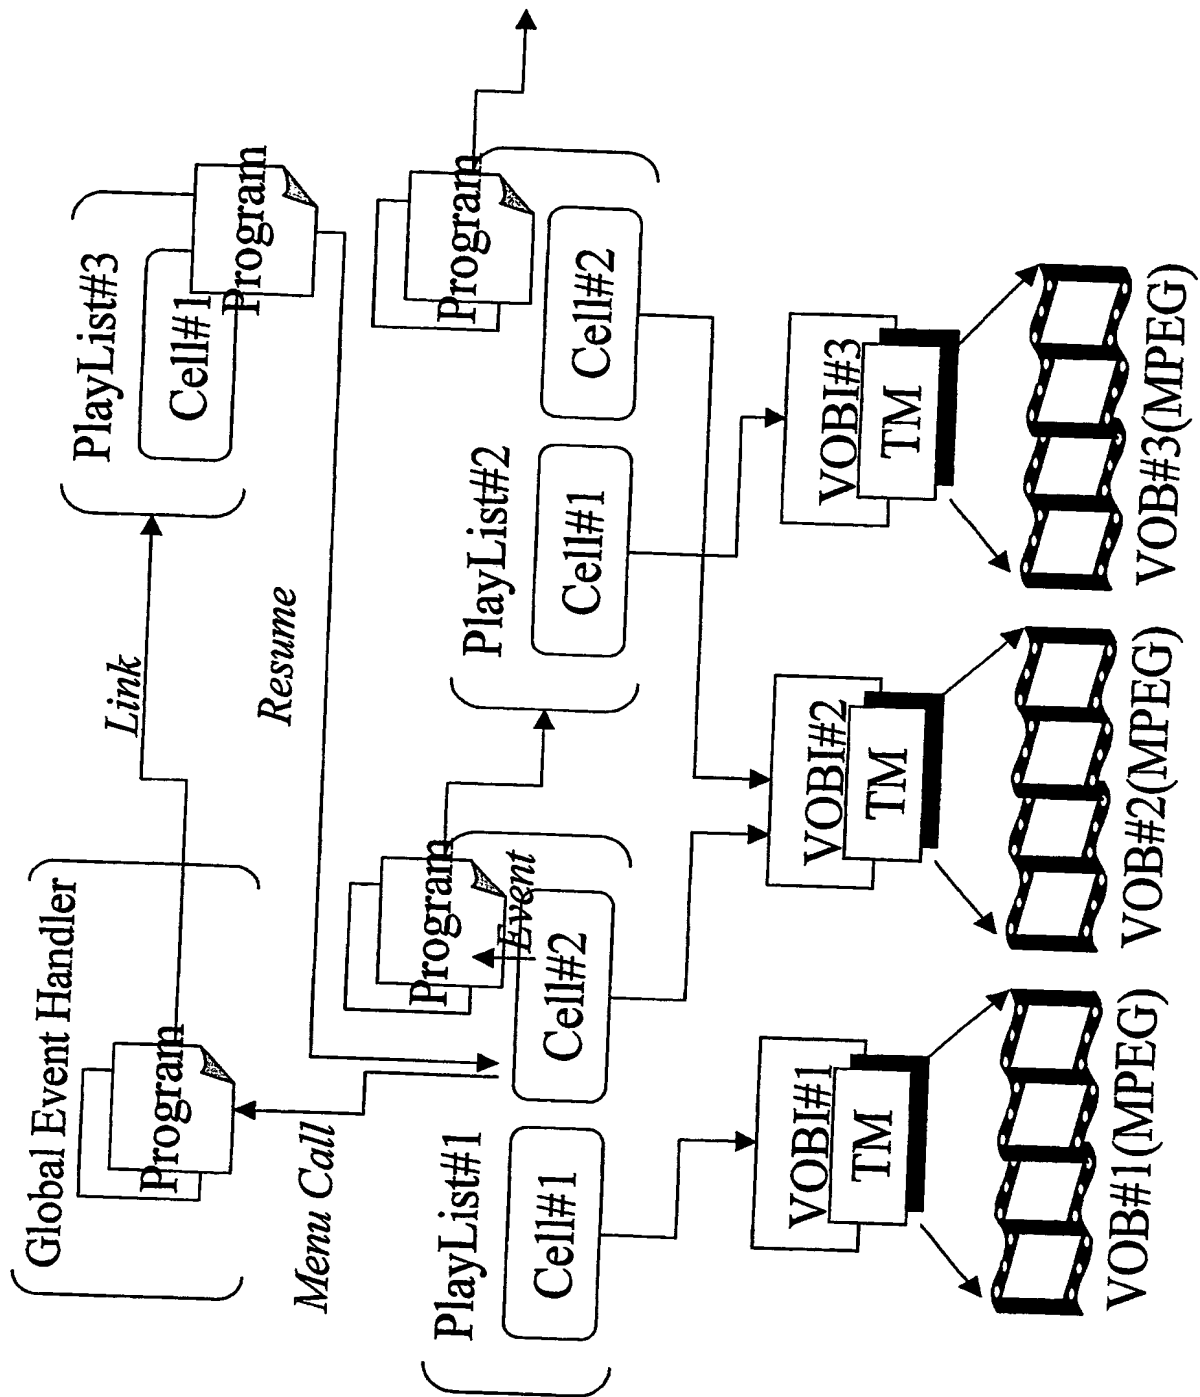 Global Event Handler
Program
Link
PlayList#3
Cell#1
Program
Menu Call
Resume
PlayList#1
Cell#1
Cell#2
Program
Event
PlayList#2
Cell#1
Cell#2
Program
VOBI#1
TM
VOBI#2
TM
VOBI#3
TM
VOB#1(MPEG)
VOB#2(MPEG)
VOB#3(MPEG)